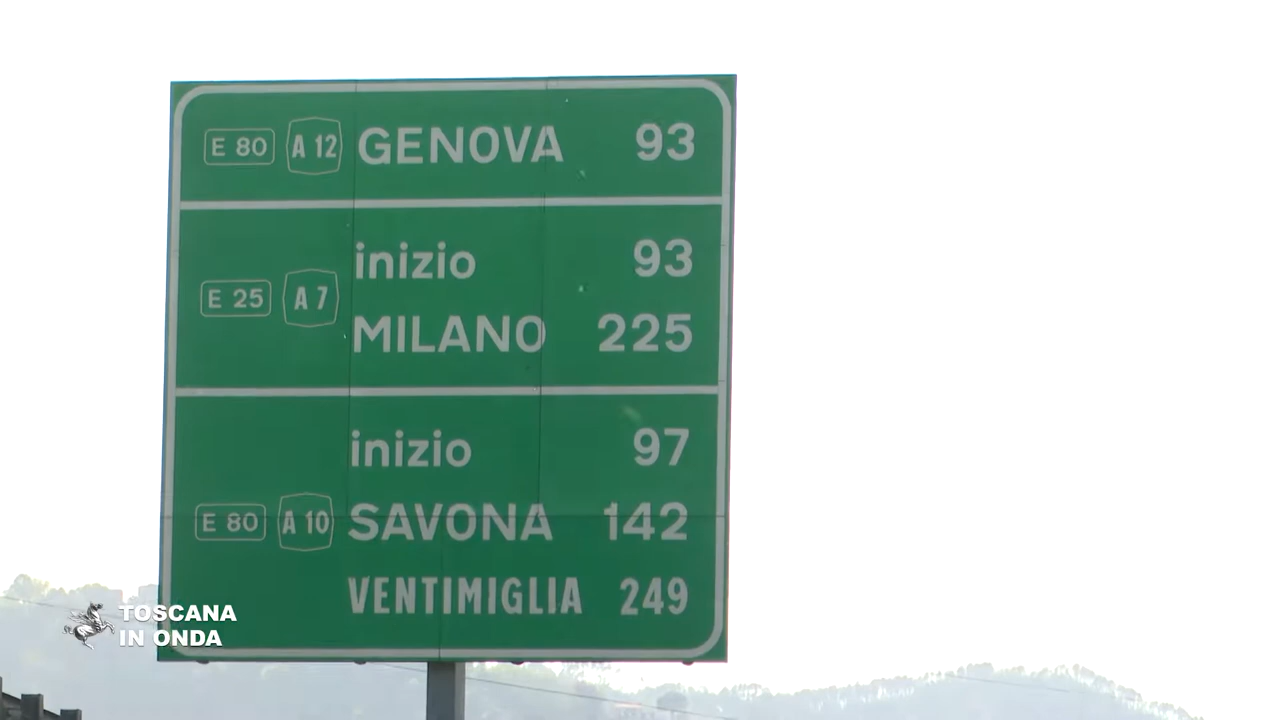 E 80 A 12 GENOVA 93
inizio 93
E 25 A 7
MILANO 225
inizio 97
E 80 A 10 SAVONA 142
VENTIMIGLIA 249
TOSCANA
IN ONDA